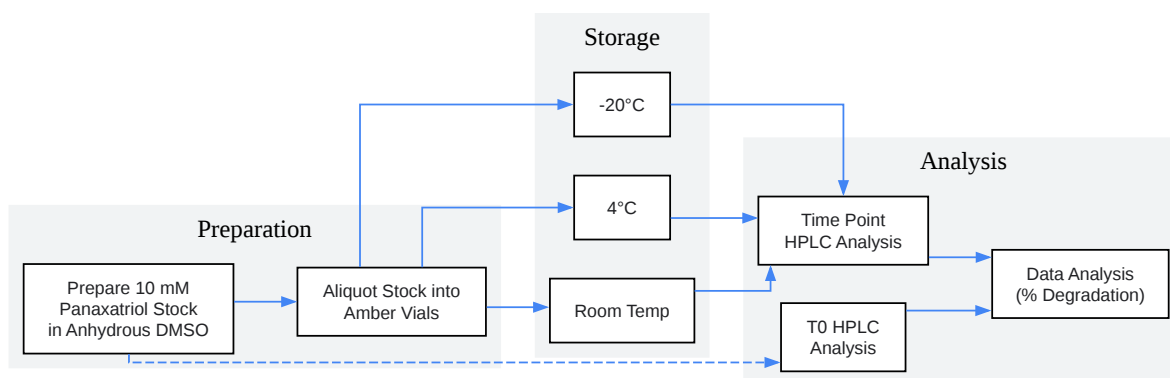 Storage
-20°C
Analysis
4°C
Time Point
HPLC Analysis
Preparation
Prepare 10 mM
Panaxatriol Stock
in Anhydrous DMSO
Aliquot Stock into
Amber Vials
Room Temp
Data Analysis
(% Degradation)
T0 HPLC
Analysis